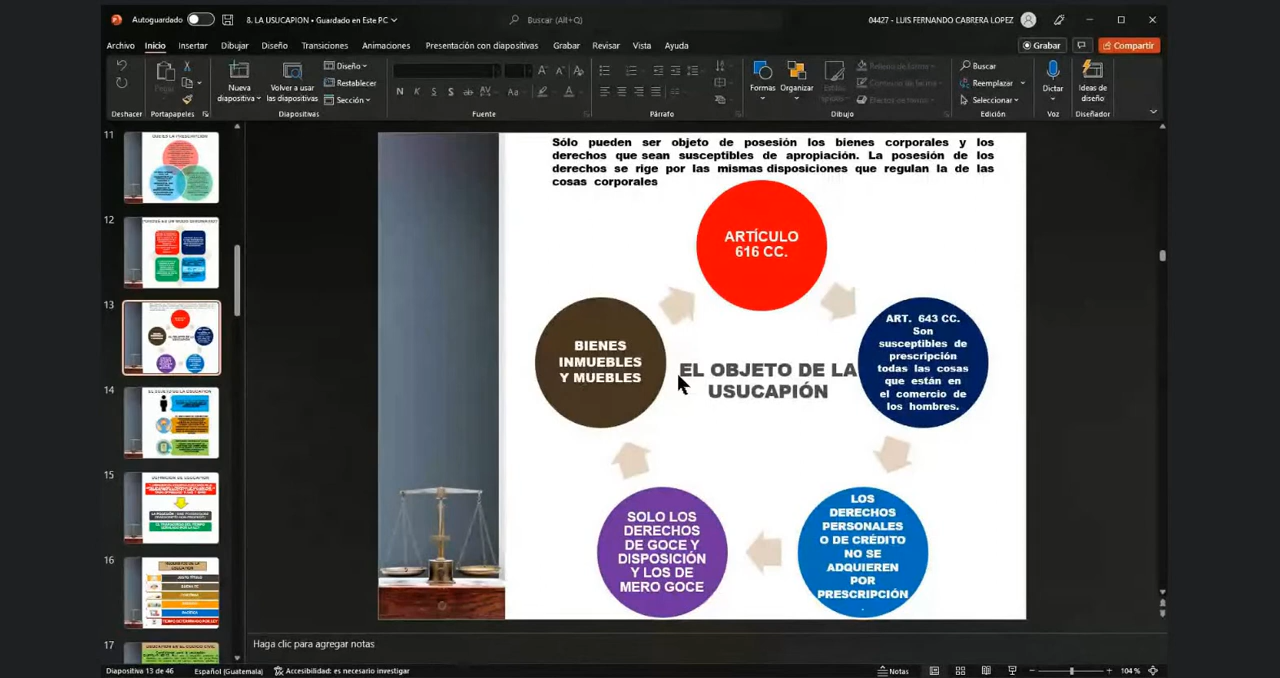 Autoguardado
8. LA USUCAPION • Guardado en Este PC
Buscar (Alt+Q)
04427 - LUIS FERNANDO CABRERA LOPEZ
Archivo Inicio Insertar Dibujar Diseño Transiciones Animaciones Presentación con diapositivas Grabar Revisar Vista Ayuda
Grabar
Compartir
Nueva
diapositiva
Volver a usar
las diapositivas
Diseño
Restablecer
Sección
Formas
Organizar
Buscar
Reemplazar
Seleccionar
Dictar
Ideas de
diseño
Deshacer Portapapeles Diapositivas Fuente Párrafo Dibujo Edición Voz Diseñador
11
12
13
14
15
16
17
Sólo pueden ser objeto de posesión los bienes corporales y los
derechos que sean susceptibles de apropiación. La posesión de los
derechos se rige por las mismas disposiciones que regulan la de las
cosas corporales
ARTÍCULO
616 CC.
ART. 643 CC.
Son
susceptibles de
prescripción
todas las cosas
que están en
el comercio de
los hombres.
LOS
DERECHOS
PERSONALES
O DE CRÉDITO
NO SE
ADQUIEREN
POR
PRESCRIPCIÓN
.
SOLO LOS
DERECHOS
DE GOCE Y
DISPOSICIÓN
Y LOS DE
MERO GOCE
BIENES
INMUEBLES
Y MUEBLES
EL OBJETO DE LA
USUCAPIÓN
Haga clic para agregar notas
Diapositiva 13 de 46 Español (Guatemala) Accesibilidad: es necesario investigar
Notas
104 %